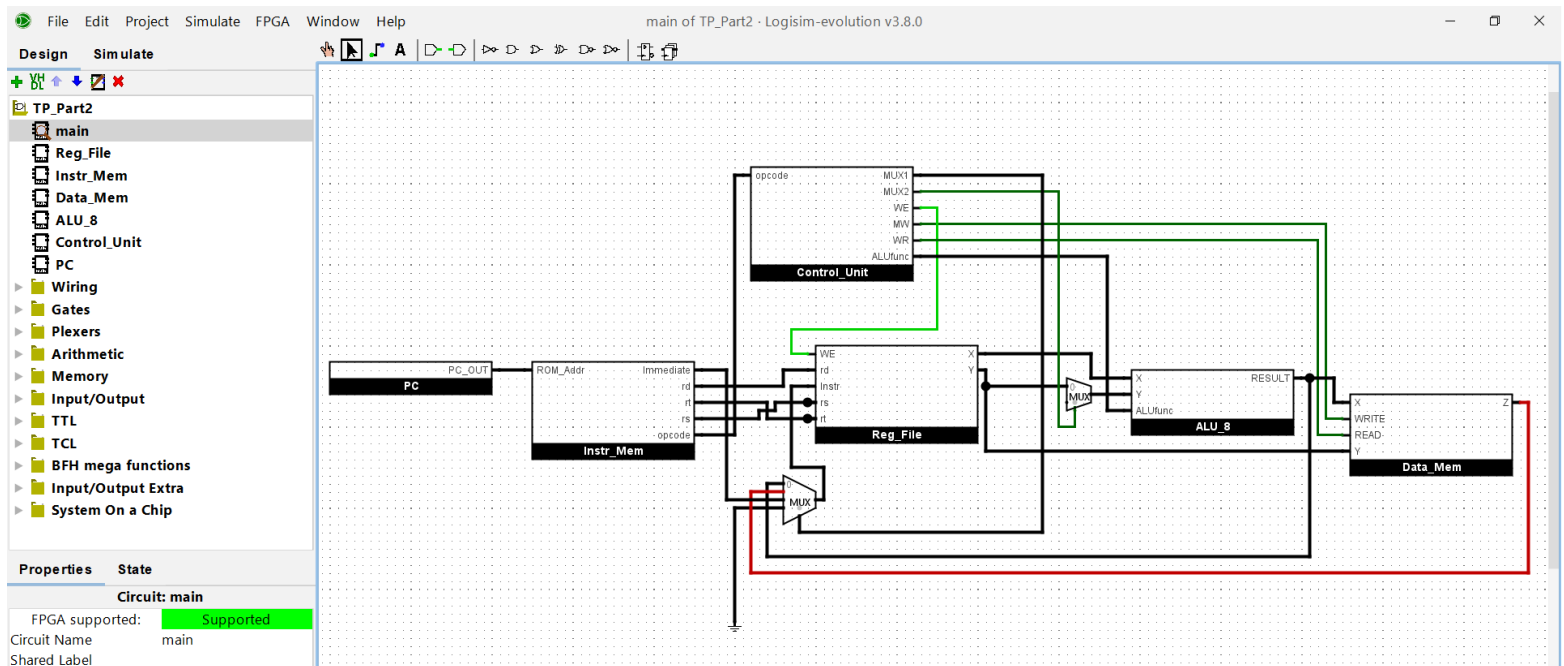 File Edit Project Simulate FPGA Window Help
main of TP_Part2 · Logisim-evolution v3.8.0
Design Simulate
A
VH
DL
TP_Part2
main
Reg_File
Instr_Mem
Data_Mem
ALU_8
Control_Unit
PC
Wiring
Gates
Plexers
Arithmetic
Memory
Input/Output
TTL
TCL
BFH mega functions
Input/Output Extra
System On a Chip
Properties State
Circuit: main
FPGA supported: Supported
Circuit Name main
Shared Label
opcode MUX1
MUX2
WE
MW
WR
ALUfunc
Control_Unit
PC_OUT
PC
ROM_Addr Immediate
rd
rt
rs
opcode
Instr_Mem
WE X
rd Y
Instr
rs
rt
Reg_File
0
MUX
0
MUX
X RESULT
Y
ALUfunc
ALU_8
X Z
WRITE
READ
Y
Data_Mem